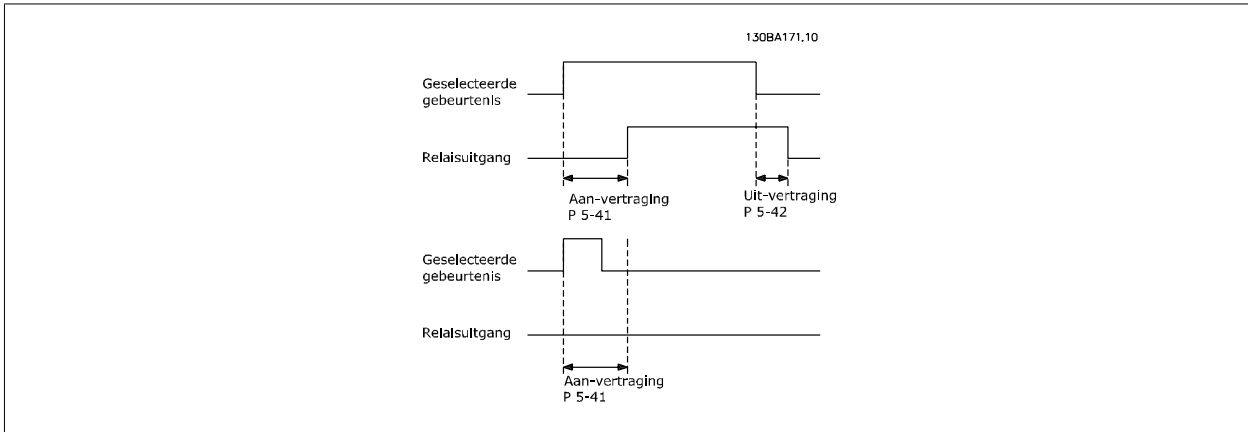 130BA171.10
Geselecteerde
gebeurtenis
Relaisuitgang
Aan-vertraging
P 5-41
Uit-vertraging
P 5-42
Geselecteerde
gebeurtenis
Relaisuitgang
Aan-vertraging
P 5-41